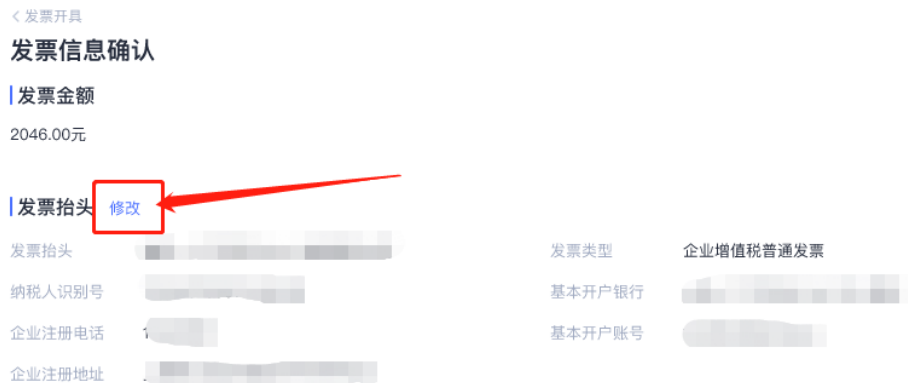 < 发票开具
发票信息确认
发票金额
2046.00元
发票抬头 修改
发票抬头 发票类型 企业增值税普通发票
纳税人识别号 基本开户银行
企业注册电话 基本开户账号
企业注册地址